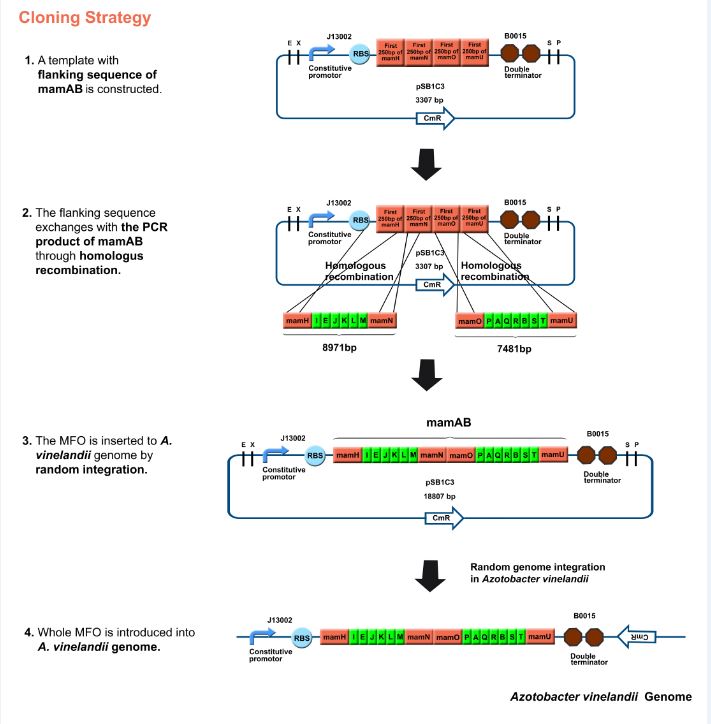 Cloning Strategy
1. A template with
flanking sequence of
mamAB is constructed.
E X
J13002
Constitutive
promotor
RBS
First
250bp of
mamH
First
250bp of
mamN
First
250bp of
mamO
First
250bp of
mamU
B0015
Double
terminator
S P
pSB1C3
3307 bp
CmR
2. The flanking sequence
exchanges with the PCR
product of mamAB
through homologus
recombination.
E X
J13002
Constitutive
promotor
RBS
First
250bp of
mamH
First
250bp of
mamN
First
250bp of
mamO
First
250bp of
mamU
B0015
Double
terminator
S P
pSB1C3
3307 bp
CmR
Homologous
recombination
Homologous
recombination
mamH I E J K L M mamN
8971bp
mamO P A Q R B S T mamU
7481bp
3. The MFO is inserted to A.
vinelandii genome by
random integration.
mamAB
E X
J13002
Constitutive
promotor
RBS
mamH I E J K L M mamN mamO P A Q R B S T mamU
B0015
Double
terminator
S P
pSB1C3
18807 bp
CmR
Random genome integration
in Azotobacter vinelandii
4. Whole MFO is introduced into
A. vinelandii genome.
J13002
Constitutive
promotor
RBS
mamH I E J K L M mamN mamO P A Q R B S T mamU
B0015
Double
terminator
CmR
Azotobacter vinelandii Genome